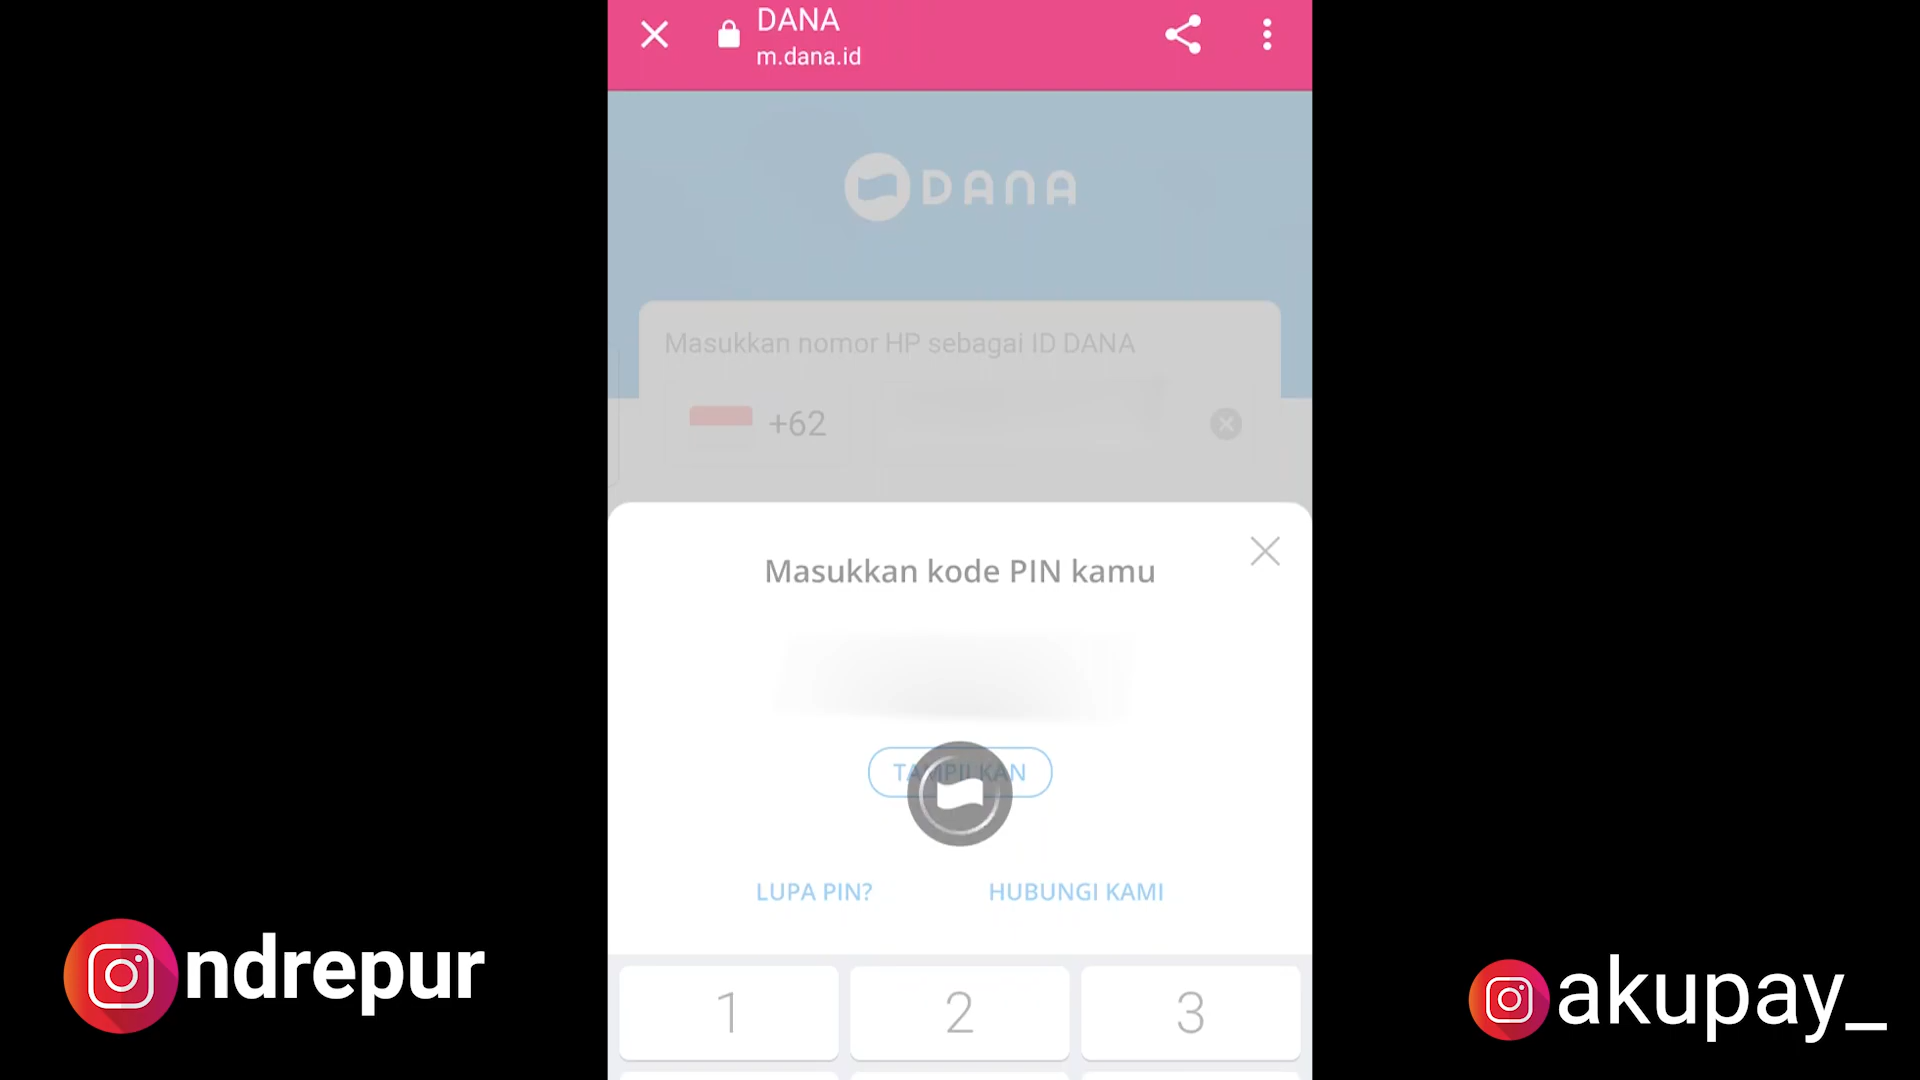 DANA
m.dana.id
DANA
Masukkan nomor HP sebagai ID DANA
+62
Masukkan kode PIN kamu
TAMPILKAN
LUPA PIN?
HUBUNGI KAMI
1
2
3
ndrepur
akupay_